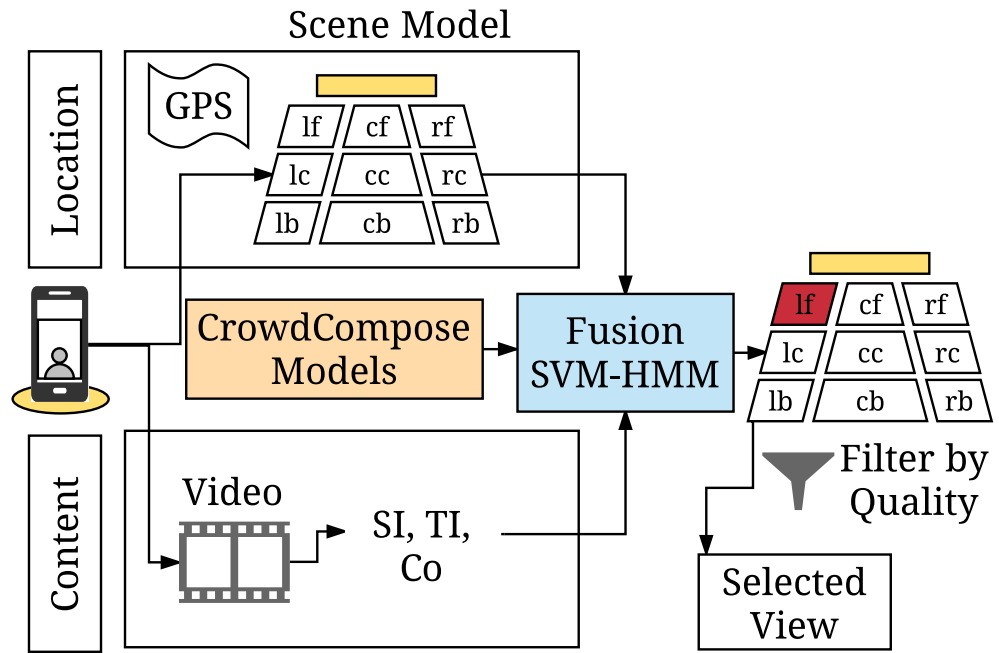 Scene Model
Location
GPS
lf cf rf
lc cc rc
lb cb rb
CrowdCompose
Models
Fusion
SVM-HMM
lf cf rf
lc cc rc
lb cb rb
Content
Video
SI, TI,
Co
Filter by
Quality
Selected
View